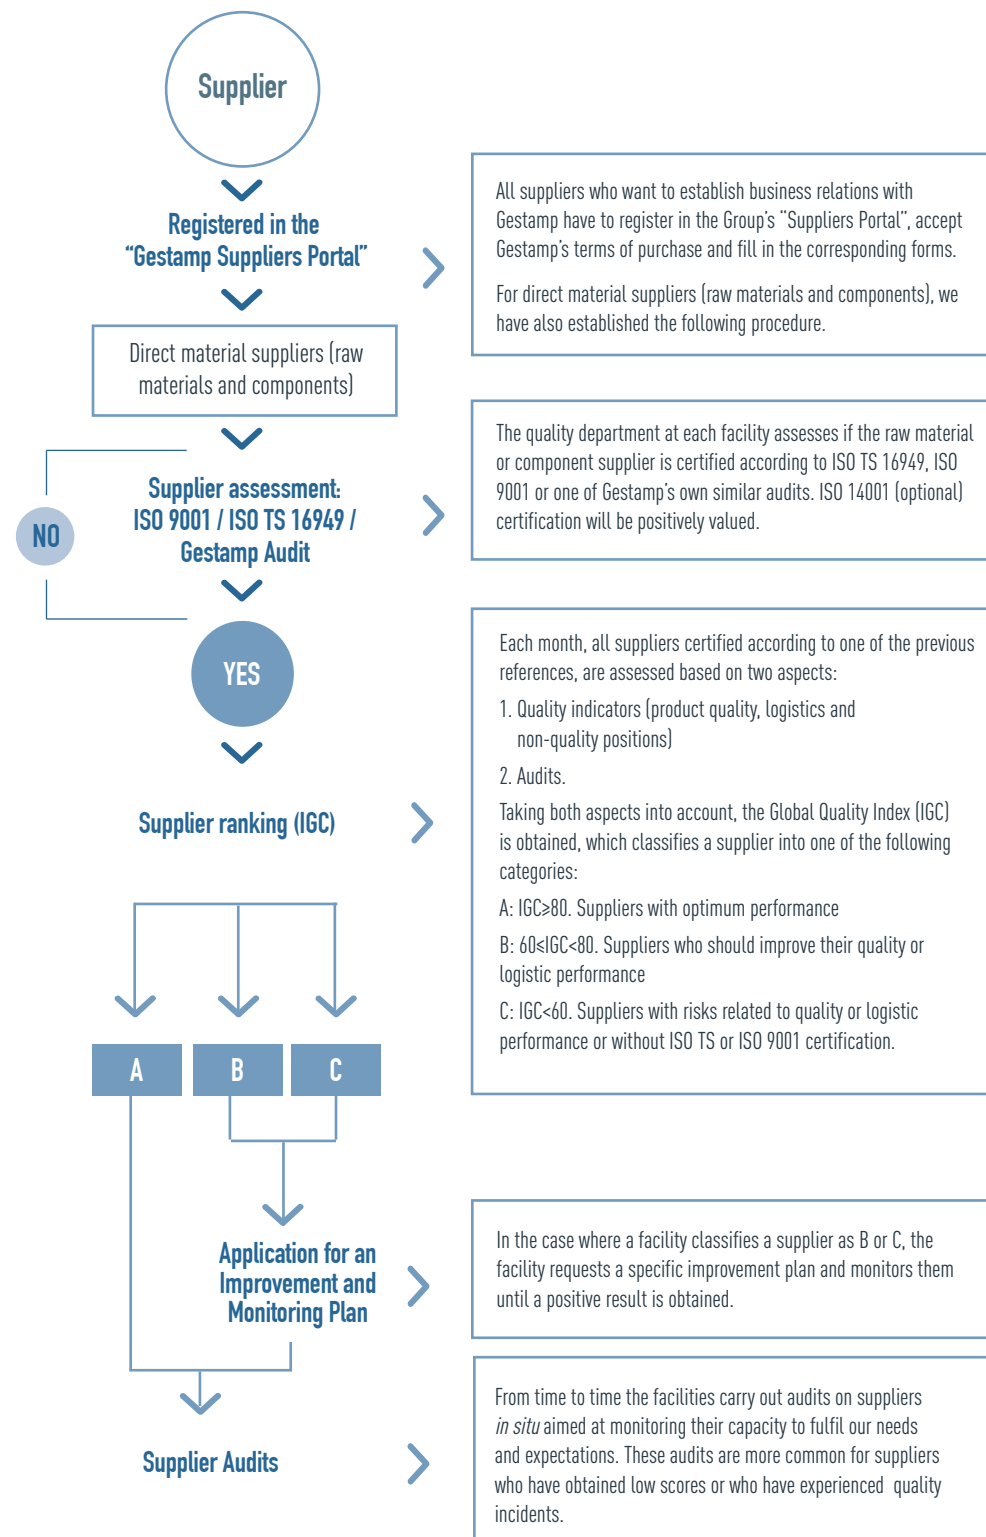 Supplier
Registered in the
“Gestamp Suppliers Portal”
All suppliers who want to establish business relations with
Gestamp have to register in the Group's “Suppliers Portal”, accept
Gestamp's terms of purchase and fill in the corresponding forms.
For direct material suppliers (raw materials and components), we
have also established the following procedure.
Direct material suppliers (raw
materials and components)
Supplier assessment:
ISO 9001 / ISO TS 16949 /
Gestamp Audit
NO
The quality department at each facility assesses if the raw material
or component supplier is certified according to ISO TS 16949, ISO
9001 or one of Gestamp's own similar audits. ISO 14001 (optional)
certification will be positively valued.
YES
Supplier ranking (IGC)
Each month, all suppliers certified according to one of the previous
references, are assessed based on two aspects:
1. Quality indicators (product quality, logistics and
non-quality positions)
2. Audits.
Taking both aspects into account, the Global Quality Index (IGC)
is obtained, which classifies a supplier into one of the following
categories:
A: IGC≥80. Suppliers with optimum performance
B: 60≤IGC<80. Suppliers who should improve their quality or
logistic performance
C: IGC<60. Suppliers with risks related to quality or logistic
performance or without ISO TS or ISO 9001 certification.
A
B
C
Application for an
Improvement and
Monitoring Plan
In the case where a facility classifies a supplier as B or C, the
facility requests a specific improvement plan and monitors them
until a positive result is obtained.
Supplier Audits
From time to time the facilities carry out audits on suppliers
in situ aimed at monitoring their capacity to fulfil our needs
and expectations. These audits are more common for suppliers
who have obtained low scores or who have experienced quality
incidents.